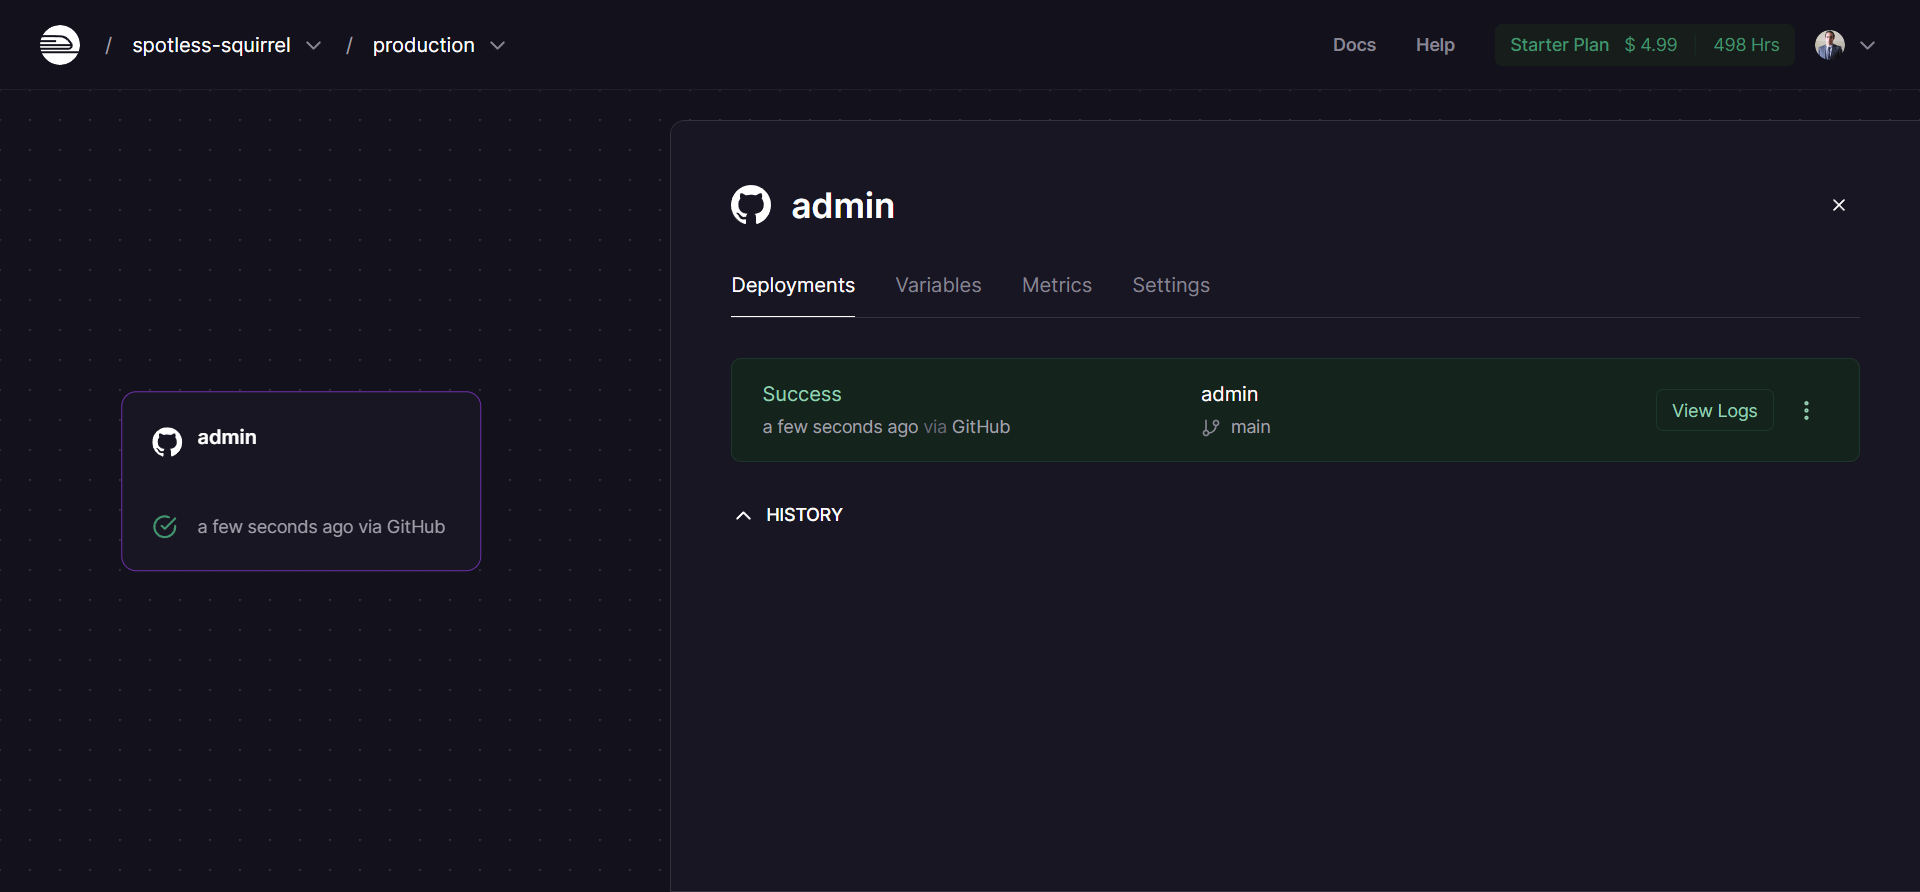 / spotless-squirrel / production
Docs Help Starter Plan $ 4.99 498 Hrs
admin
a few seconds ago via GitHub
admin
Deployments Variables Metrics Settings
Success
a few seconds ago via GitHub
admin
main
View Logs
HISTORY